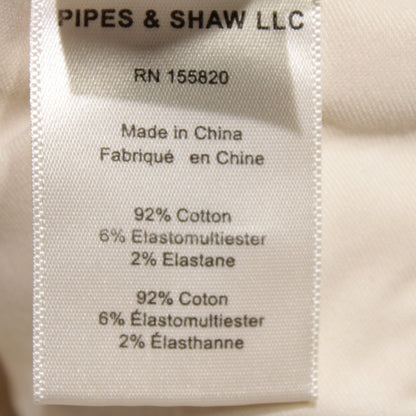 PIPES & SHAW LLC
RN 155820
Made in China
Fabriqué en Chine
92% Cotton
6% Elastomultiester
2% Elastane
92% Coton
6% Élastomultiester
2% Élasthanne